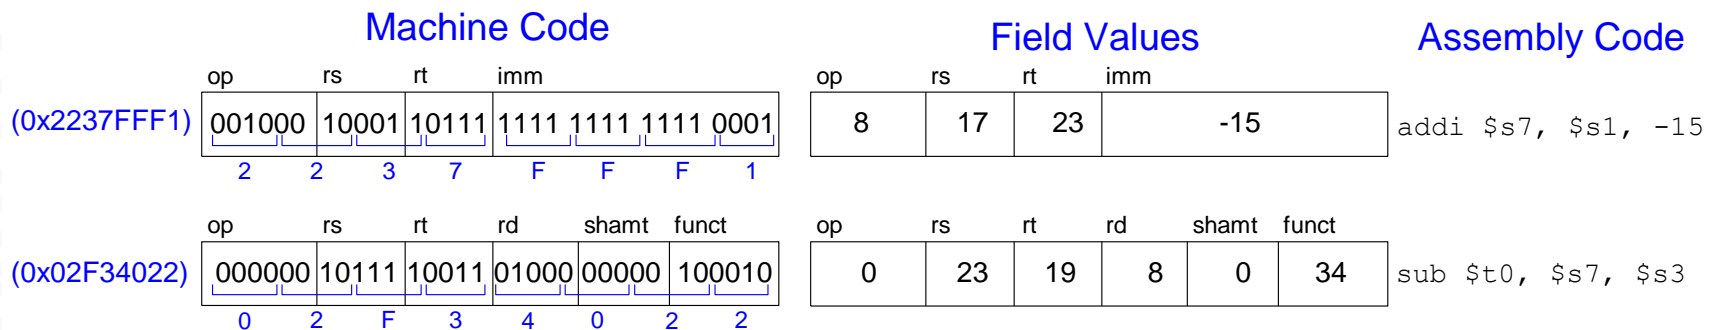 Machine Code Field Values Assembly Code
op rs rt imm op rs rt imm
(0x2237FFF1) 001000 10001 10111 1111 1111 1111 0001 8 17 23 -15 addi $s7, $s1, -15
2 2 3 7 F F F 1
op rs rt rd shamt funct op rs rt rd shamt funct
(0x02F34022) 000000 10111 10011 01000 00000 100010 0 23 19 8 0 34 sub $t0, $s7, $s3
0 2 F 3 4 0 2 2